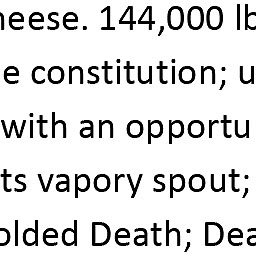 heese. 144,000 lb
e constitution; u
with an opportu
ts vapory spout;
olded Death; Dea